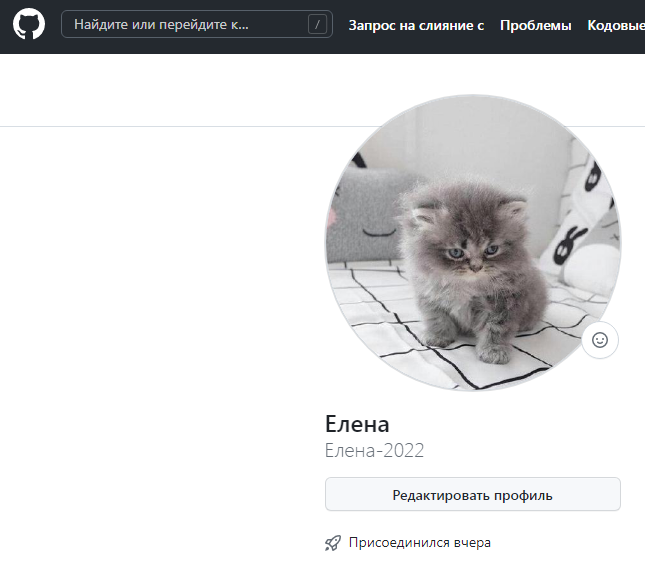 Найдите или перейдите к... /
Запрос на слияние с Проблемы Кодовые
Елена
Елена-2022
Редактировать профиль
Присоединился вчера